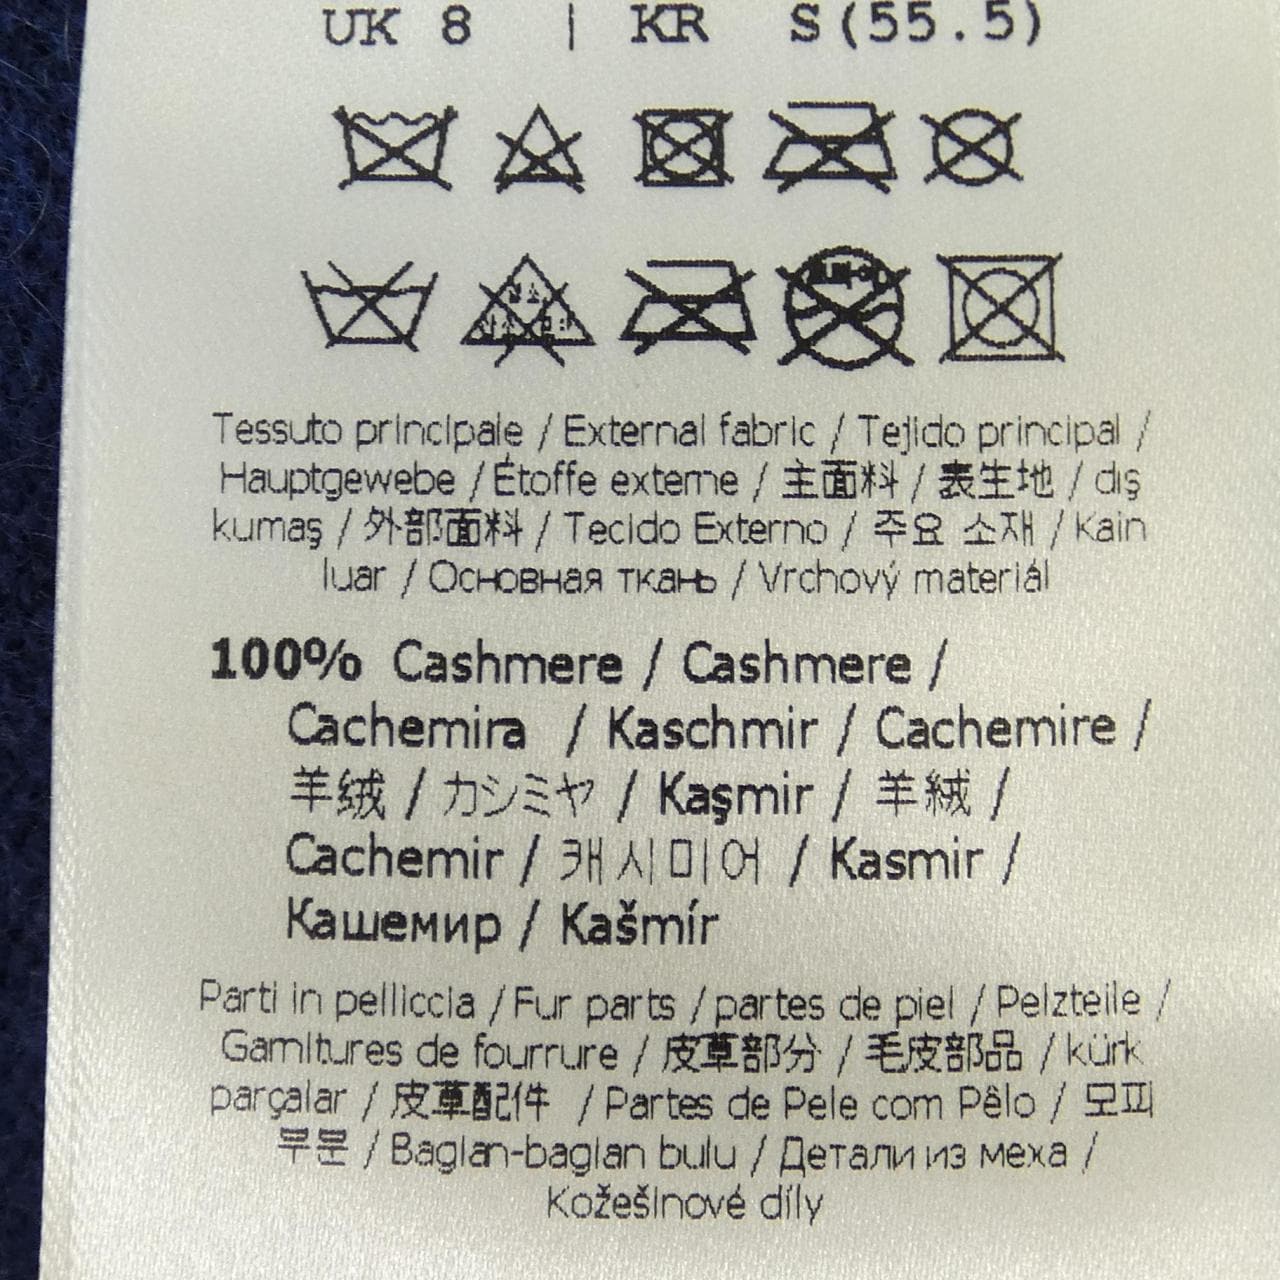 UK 8 | KR S(55.5)
Tessuto principale / External fabric / Tejido principal /
Hauptgewebe / Étoffe externe / 主面料 / 表生地 / dış
kumaş / 外部面料 / Tecido Externo / 주요 소재 / Kain
luar / Основная ткань / Vrchový materiál
100% Cashmere / Cashmere /
Cachemira / Kaschmir / Cachemire /
羊绒 / カシミヤ / Kaşmir / 羊絨 /
Cachemir / 캐시미어 / Kasmir /
Кашемир / Kašmír
Parti in pelliccia / Fur parts / partes de piel / Pelzteile /
Garnitures de fourrure / 皮草部分 / 毛皮部品 / kürk
parçalar / 皮草配件 / Partes de Pele com Pêlo / 모피
부분 / Bagian-bagian bulu / Детали из меха /
Kožešinové díly